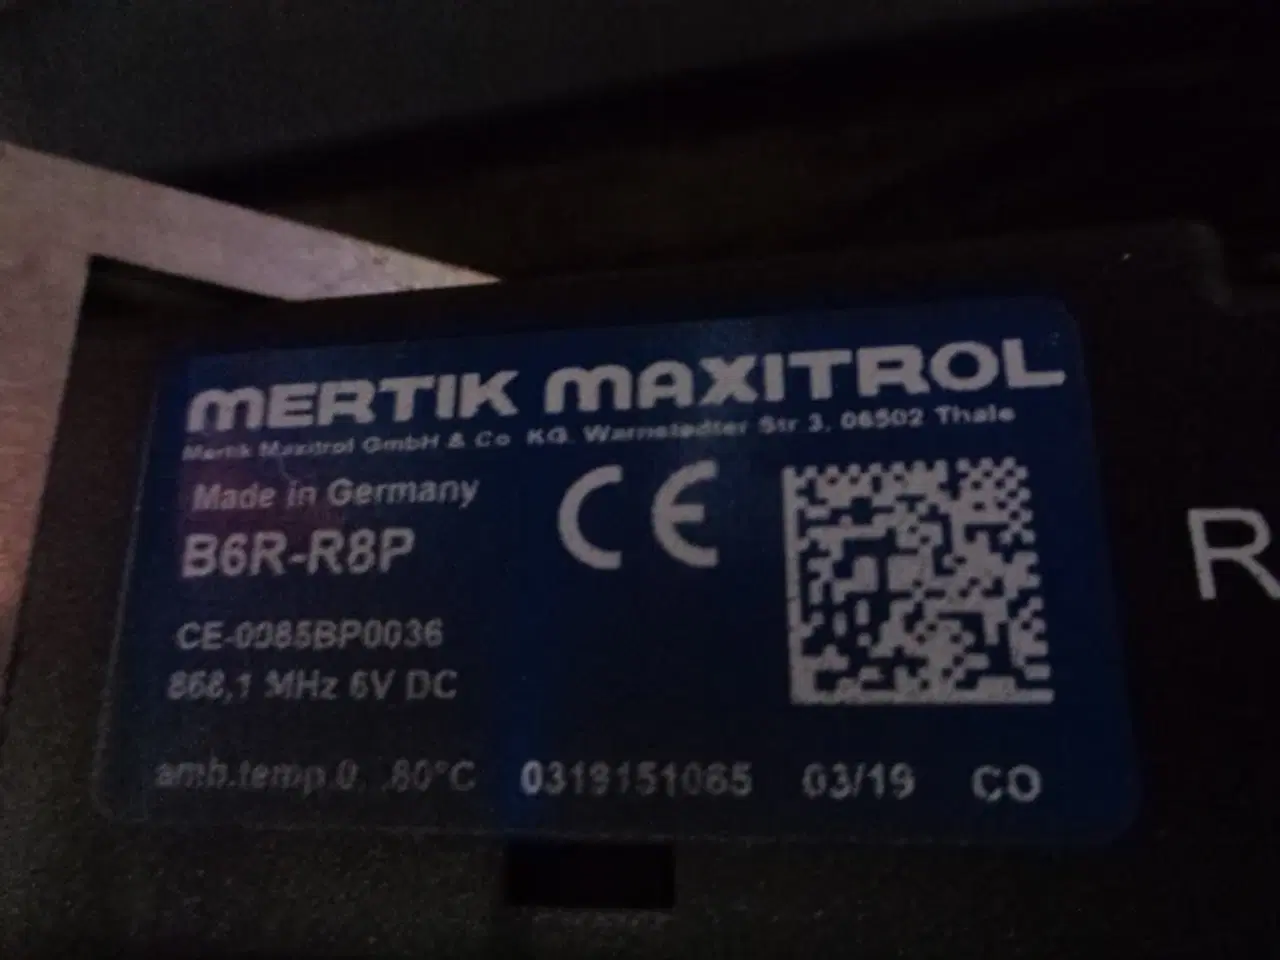 MERTIK MAXITROL
Mertik Maxitrol GmbH & Co KG. Warnstedter Str 3, 06502 Thale
Made in Germany
CE
B6R-R8P
CE-0085BP0036
868,1 MHz 6V DC
amb.temp.0...80°C 0319151065 03/19 CO
R